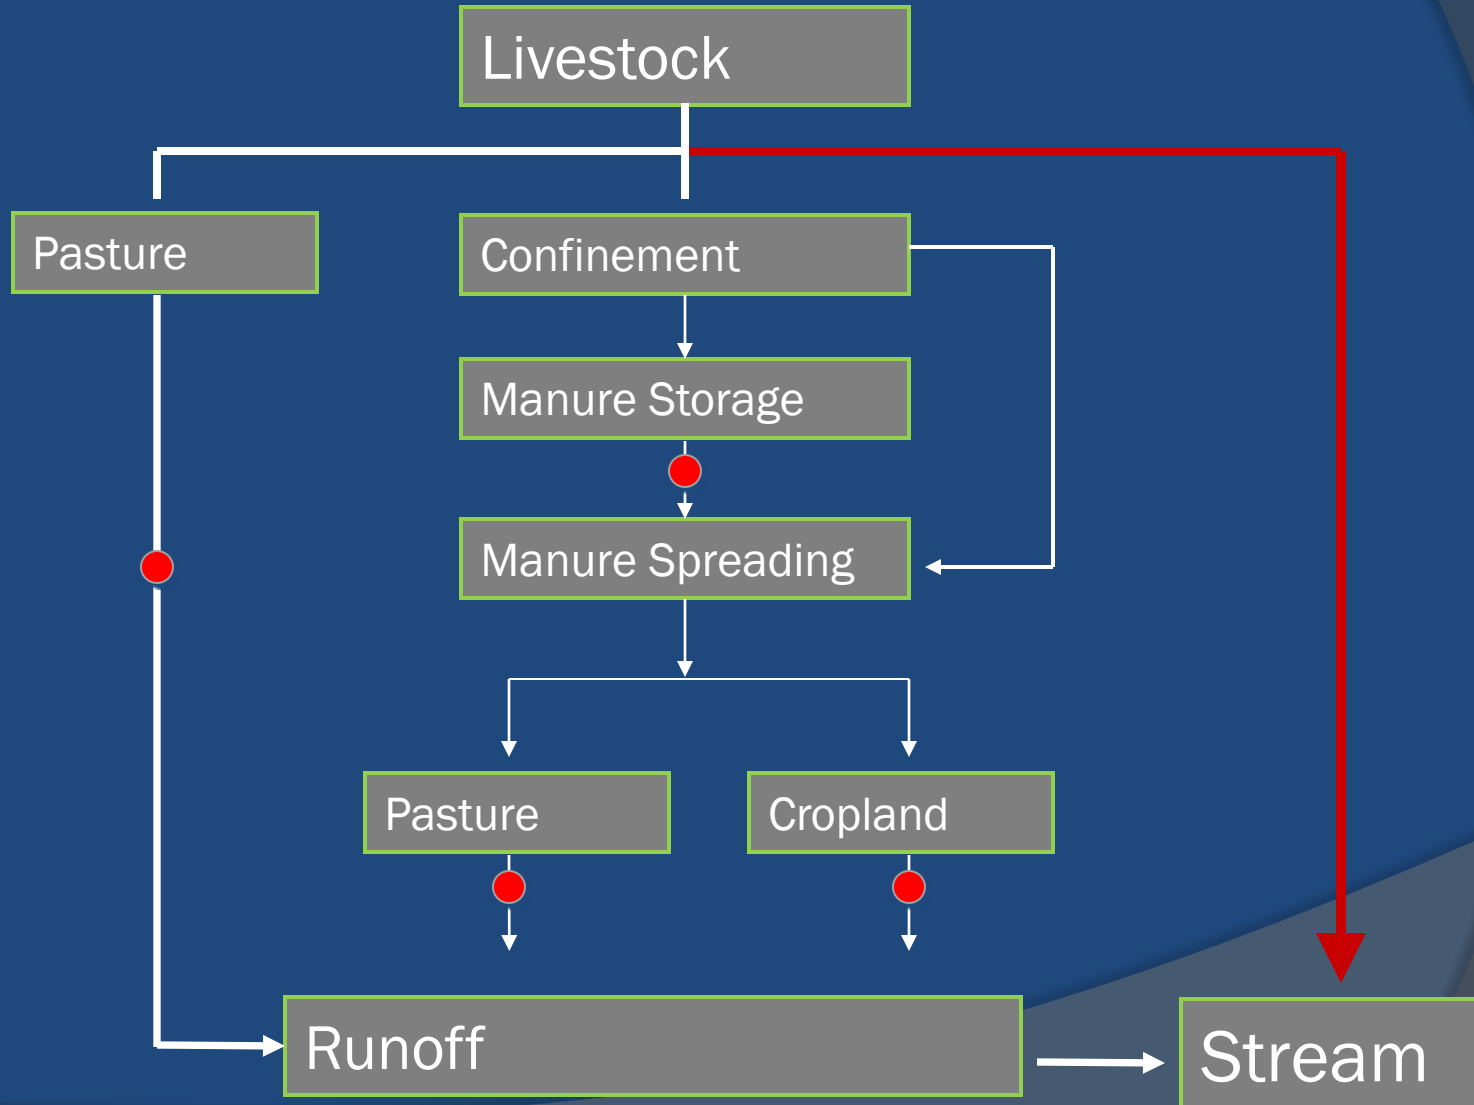 Livestock
Pasture
Confinement
Manure Storage
Manure Spreading
Pasture
Cropland
Runoff
Stream